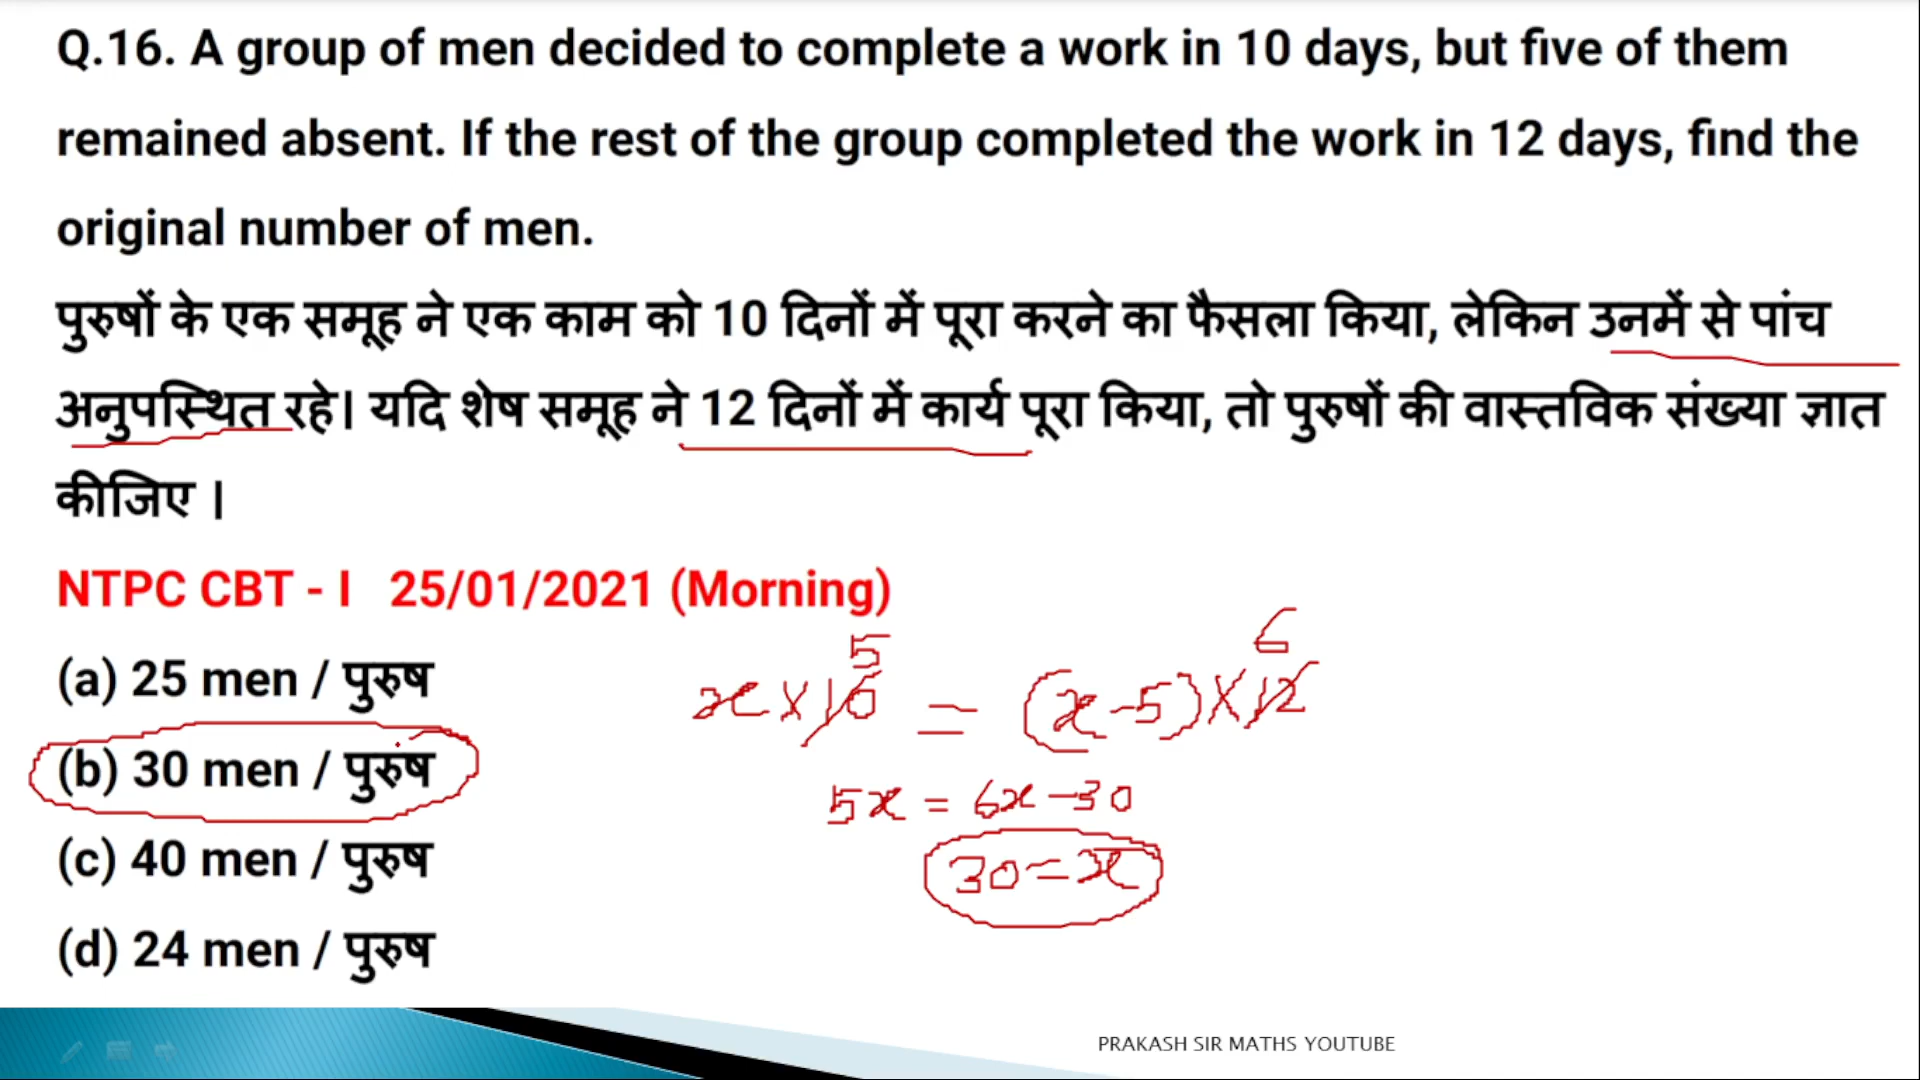 Q.16. A group of men decided to complete a work in 10 days, but five of them
remained absent. If the rest of the group completed the work in 12 days, find the
original number of men.
पुरुषों के एक समूह ने एक काम को 10 दिनों में पूरा करने का फैसला किया, लेकिन उनमें से पांच
अनुपस्थित रहे। यदि शेष समूह ने 12 दिनों में कार्य पूरा किया, तो पुरुषों की वास्तविक संख्या ज्ञात
कीजिए ।
NTPC CBT - I 25/01/2021 (Morning)
(a) 25 men / पुरुष
5 6
x × 10 = (x - 5) × 12
(b) 30 men / पुरुष
5x = 6x - 30
(c) 40 men / पुरुष
30 = x
(d) 24 men / पुरुष
PRAKASH SIR MATHS YOUTUBE